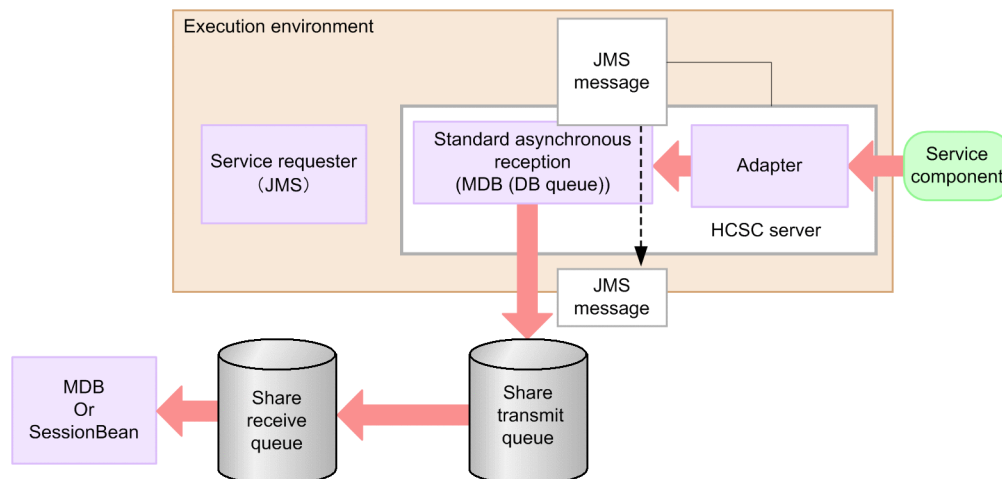 Execution environment
JMS
message
Standard asynchronous
reception
(MDB (DB queue))
Service requester
（JMS）
Adapter
Service
component
HCSC server
JMS
message
MDB
Or
SessionBean
Share
receive
queue
Share
transmit
queue